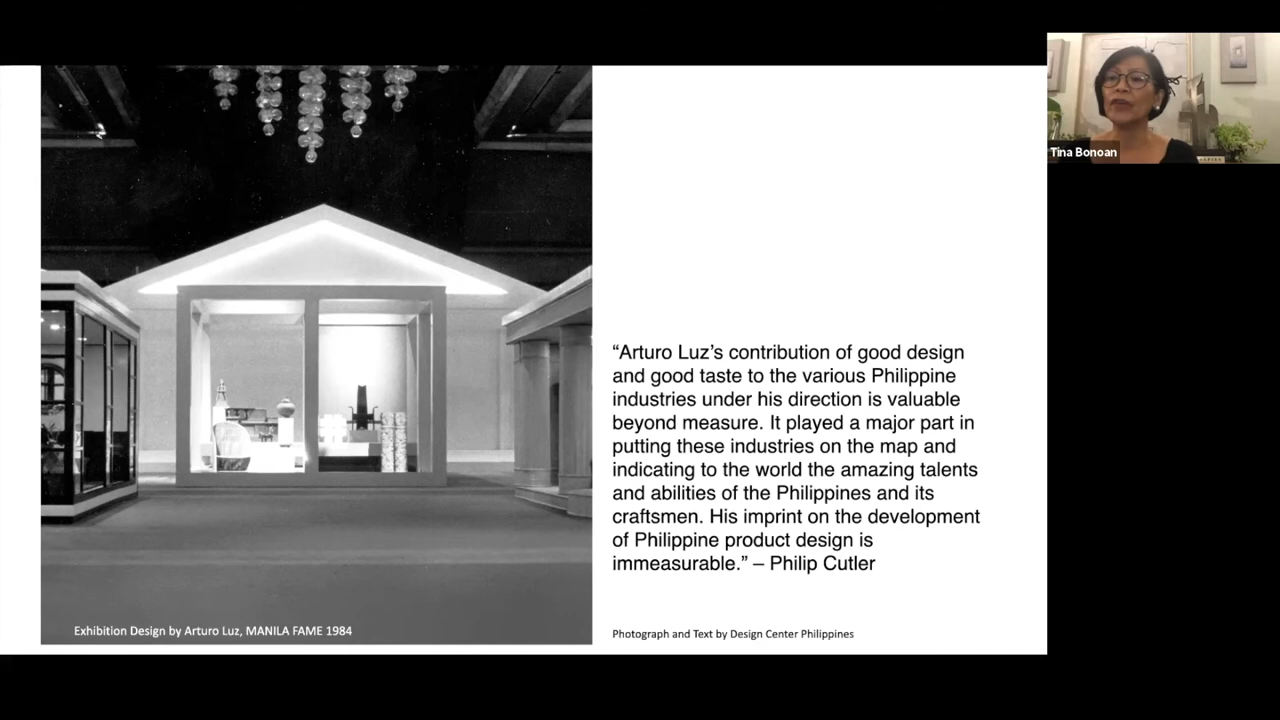 Tina Bonoan
“Arturo Luz’s contribution of good design
and good taste to the various Philippine
industries under his direction is valuable
beyond measure. It played a major part in
putting these industries on the map and
indicating to the world the amazing talents
and abilities of the Philippines and its
craftsmen. His imprint on the development
of Philippine product design is
immeasurable.” – Philip Cutler
Exhibition Design by Arturo Luz, MANILA FAME 1984
Photograph and Text by Design Center Philippines